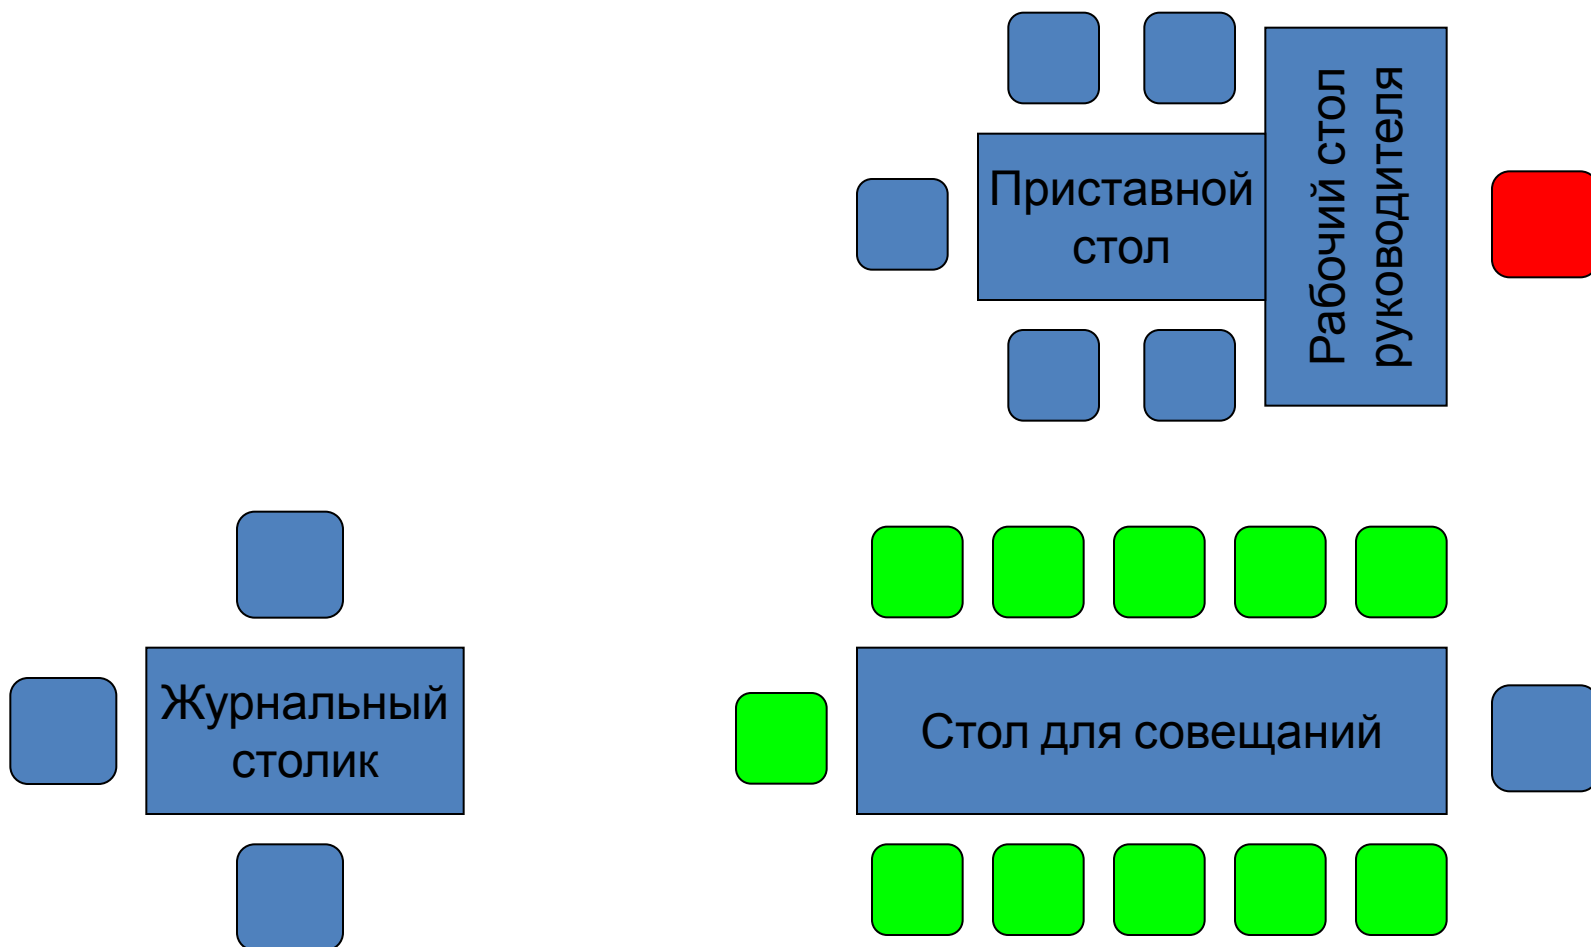 Приставной
стол
Рабочий стол
руководителя
Журнальный
столик
Стол для совещаний